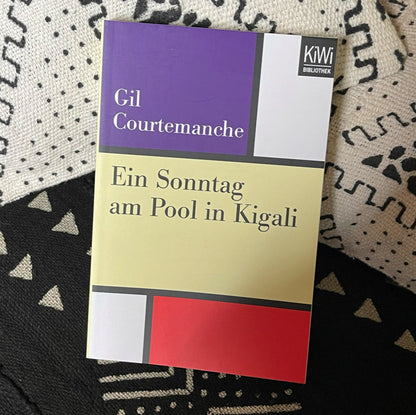 KiWi
BIBLIOTHEK
Gil
Courtemanche
Ein Sonntag
am Pool in Kigali